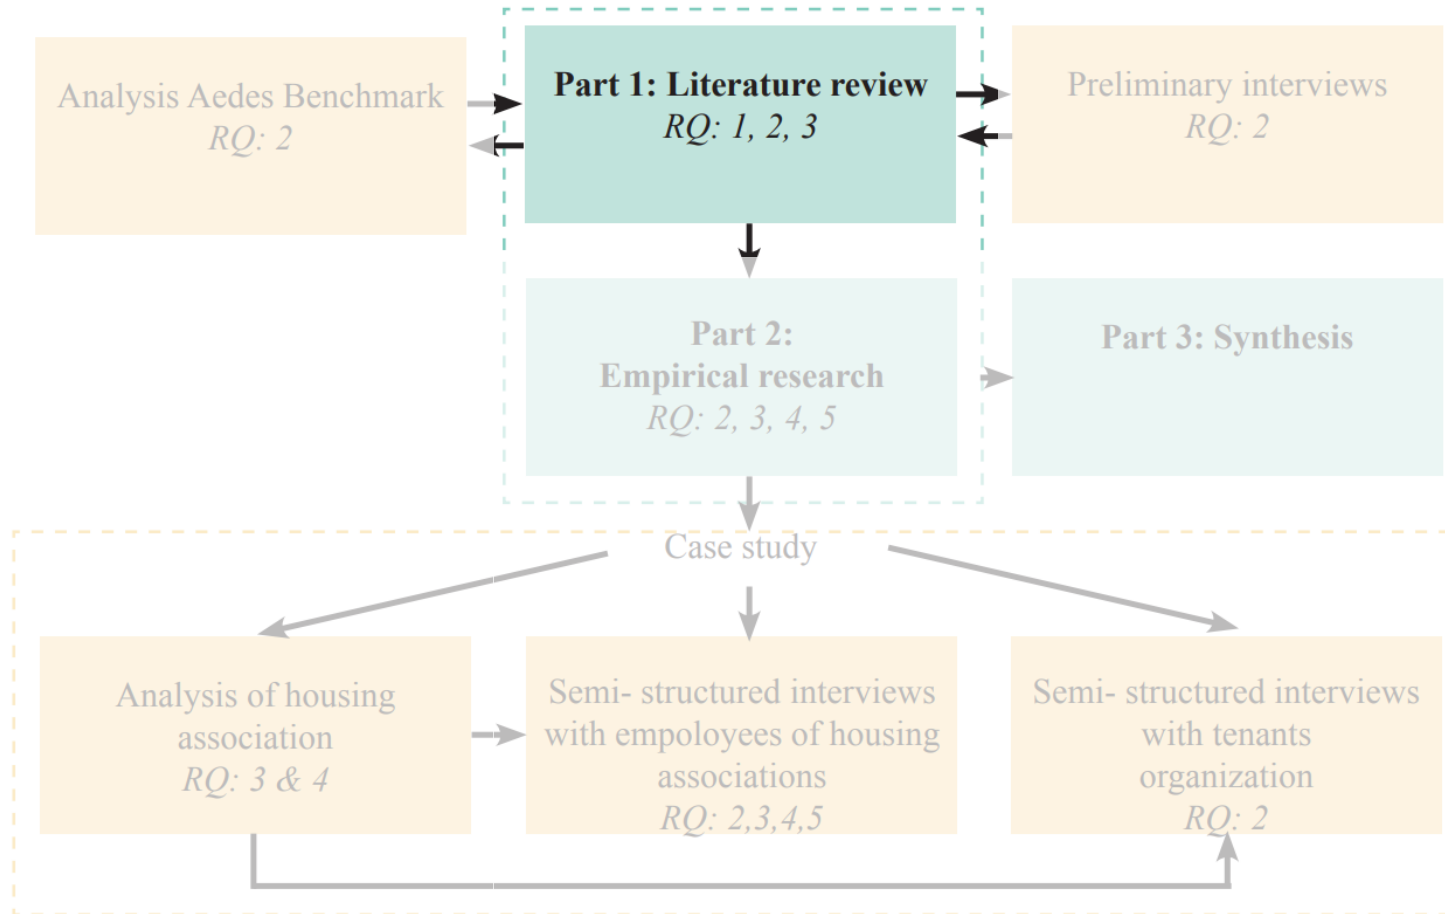 Analysis Aedes Benchmark
RQ: 2
Part 1: Literature review
RQ: 1, 2, 3
Preliminary interviews
RQ: 2
Part 2:
Empirical research
RQ: 2, 3, 4, 5
Part 3: Synthesis
Case study
Analysis of housing
association
RQ: 3 & 4
Semi- structured interviews
with empoloyees of housing
associations
RQ: 2,3,4,5
Semi- structured interviews
with tenants
organization
RQ: 2